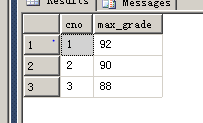 Results Messages
cno max_grade
1 1 92
2 2 90
3 3 88